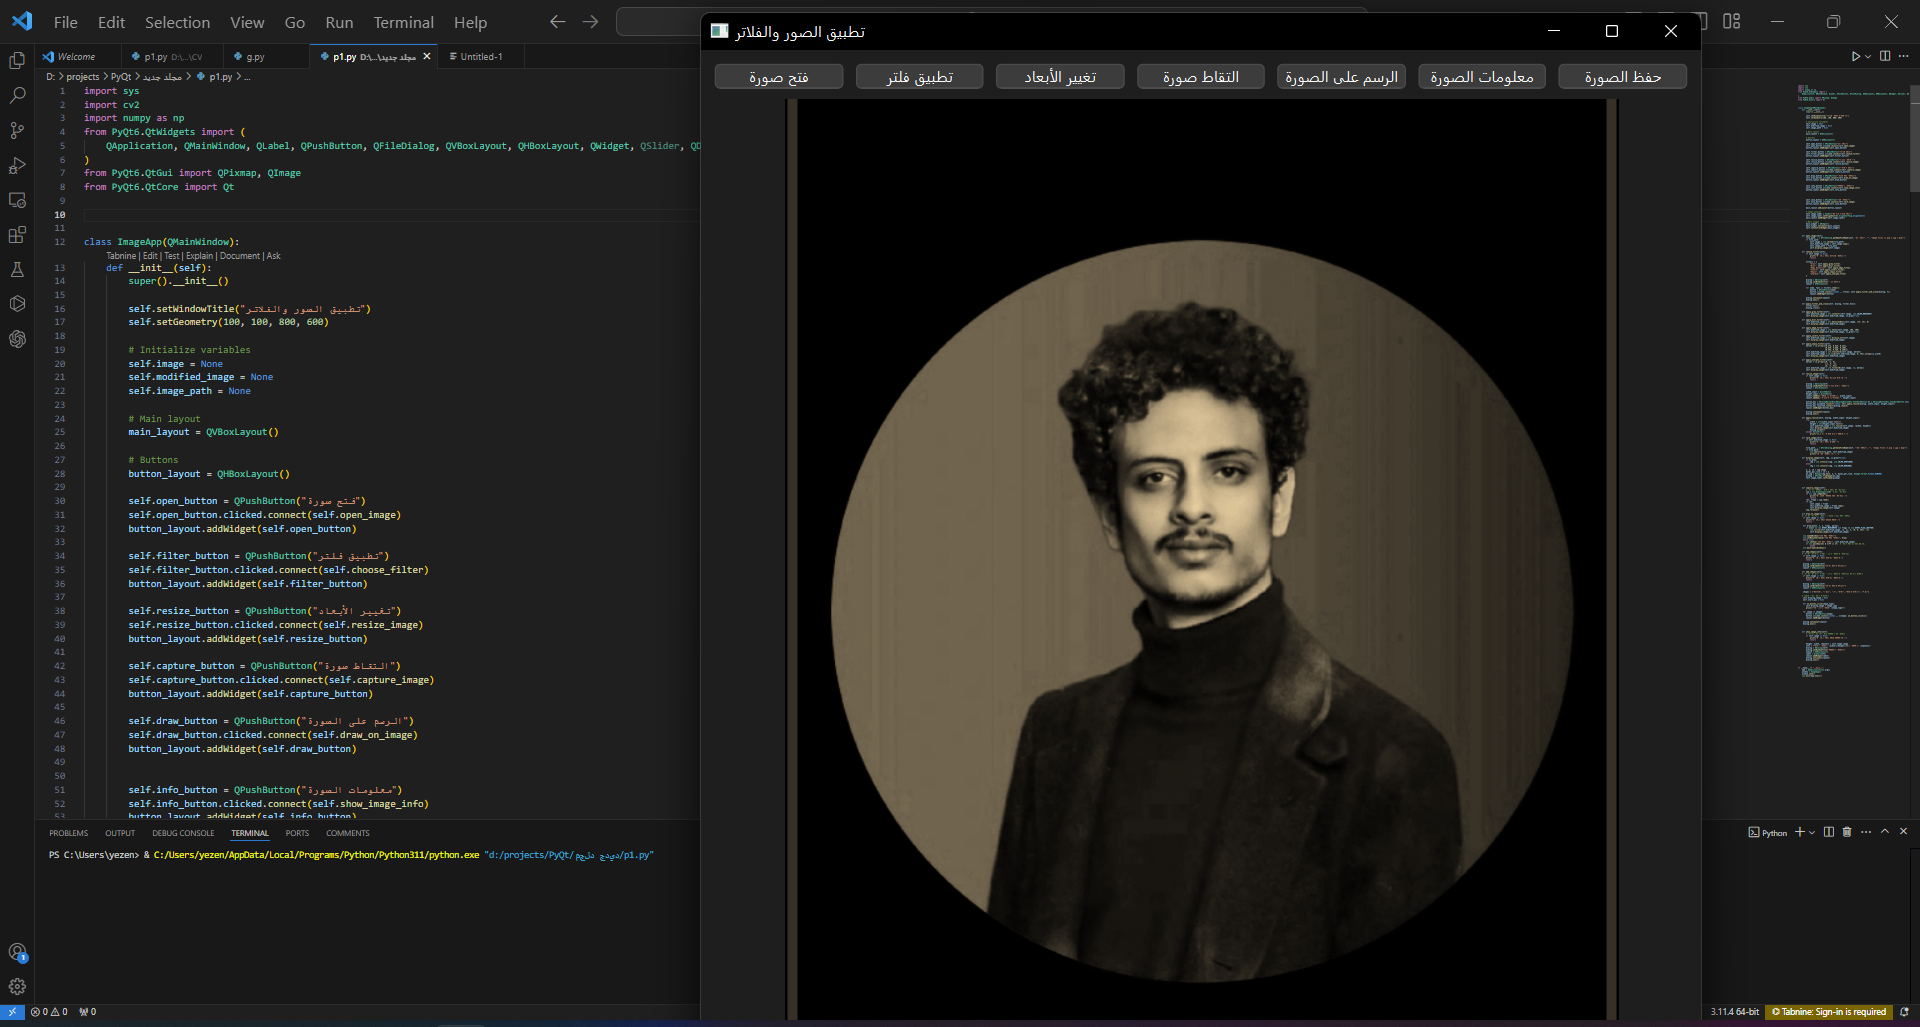 File Edit Selection View Go Run Terminal Help
Welcome
p1.py D:\...\CV
g.py
p1.py D:\...\مجلد جديد
Untitled-1
D: > projects > PyQt > مجلد جديد > p1.py > ...
1 import sys
2 import cv2
3 import numpy as np
4 from PyQt6.QtWidgets import (
5 QApplication, QMainWindow, QLabel, QPushButton, QFileDialog, QVBoxLayout, QHBoxLayout, QWidget, QSlider, QD
6 )
7 from PyQt6.QtGui import QPixmap, QImage
8 from PyQt6.QtCore import Qt
9
10
11
12 class ImageApp(QMainWindow):
Tabnine | Edit | Test | Explain | Document | Ask
13 def __init__(self):
14 super().__init__()
15
16 self.setWindowTitle("تطبيق الصور والفلاتر")
17 self.setGeometry(100, 100, 800, 600)
18
19 # Initialize variables
20 self.image = None
21 self.modified_image = None
22 self.image_path = None
23
24 # Main layout
25 main_layout = QVBoxLayout()
26
27 # Buttons
28 button_layout = QHBoxLayout()
29
30 self.open_button = QPushButton("فتح صورة")
31 self.open_button.clicked.connect(self.open_image)
32 button_layout.addWidget(self.open_button)
33
34 self.filter_button = QPushButton("تطبيق فلتر")
35 self.filter_button.clicked.connect(self.choose_filter)
36 button_layout.addWidget(self.filter_button)
37
38 self.resize_button = QPushButton("تغيير الأبعاد")
39 self.resize_button.clicked.connect(self.resize_image)
40 button_layout.addWidget(self.resize_button)
41
42 self.capture_button = QPushButton("التقاط صورة")
43 self.capture_button.clicked.connect(self.capture_image)
44 button_layout.addWidget(self.capture_button)
45
46 self.draw_button = QPushButton("الرسم على الصورة")
47 self.draw_button.clicked.connect(self.draw_on_image)
48 button_layout.addWidget(self.draw_button)
49
50
51 self.info_button = QPushButton("معلومات الصورة")
52 self.info_button.clicked.connect(self.show_image_info)
53 button_layout.addWidget(self.info_button)
تطبيق الصور والفلاتر
فتح صورة
تطبيق فلتر
تغيير الأبعاد
التقاط صورة
الرسم على الصورة
معلومات الصورة
حفظ الصورة
PROBLEMS OUTPUT DEBUG CONSOLE TERMINAL PORTS COMMENTS
Python
PS C:\Users\yezen> & C:/Users/yezen/AppData/Local/Programs/Python/Python311/python.exe "d:/projects/PyQt/مجلد جديد/p1.py"
1
0 0 0
3.11.4 64-bit
Tabnine: Sign-in is required